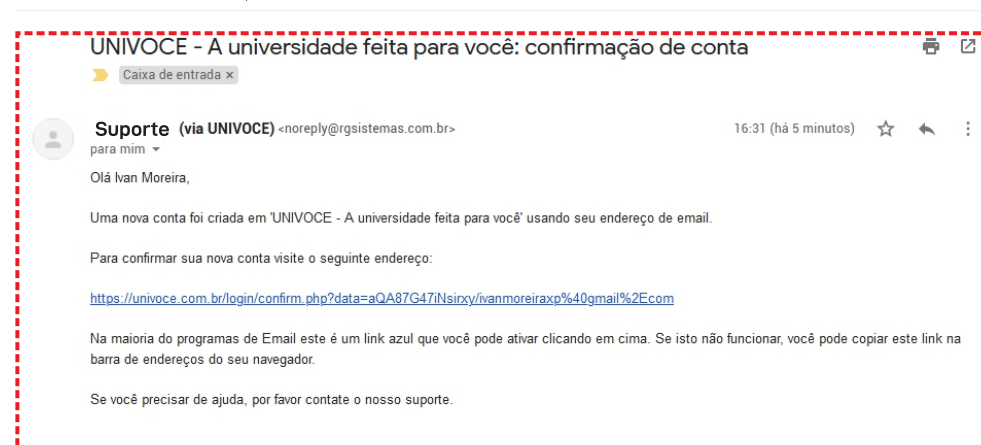 UNIVOCE - A universidade feita para você: confirmação de conta
Caixa de entrada ×
Suporte (via UNIVOCE) <noreply@rgsistemas.com.br>
16:31 (há 5 minutos)
para mim
Olá Ivan Moreira,
Uma nova conta foi criada em 'UNIVOCE - A universidade feita para você' usando seu endereço de email.
Para confirmar sua nova conta visite o seguinte endereço:
https://univoce.com.br/login/confirm.php?data=aQA87G47iNsirxy/ivanmoreiraxp%40gmail%2Ecom
Na maioria do programas de Email este é um link azul que você pode ativar clicando em cima. Se isto não funcionar, você pode copiar este link na
barra de endereços do seu navegador.
Se você precisar de ajuda, por favor contate o nosso suporte.